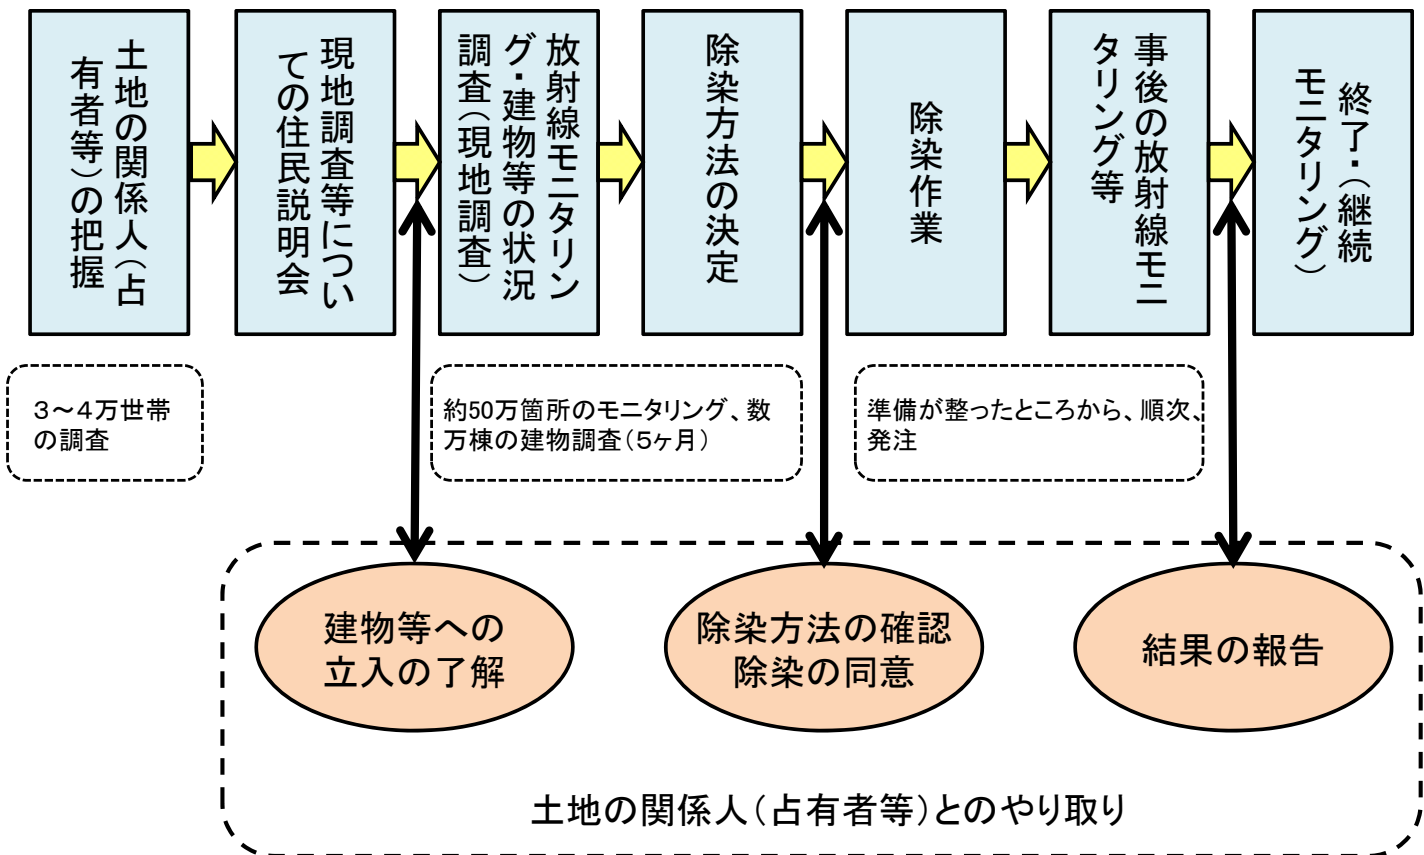 土地の関係人（占
有者等）の把握
現地調査等につい
ての住民説明会
放射線モニタリン
グ・建物等の状況
調査（現地調査）
除染方法の決定
除染作業
事後の放射線モニ
タリング等
終了・（継続
モニタリング）
３～４万世帯
の調査
約50万箇所のモニタリング、数
万棟の建物調査（５ヶ月）
準備が整ったところから、順次、
発注
建物等への
立入の了解
除染方法の確認
除染の同意
結果の報告
土地の関係人（占有者等）とのやり取り